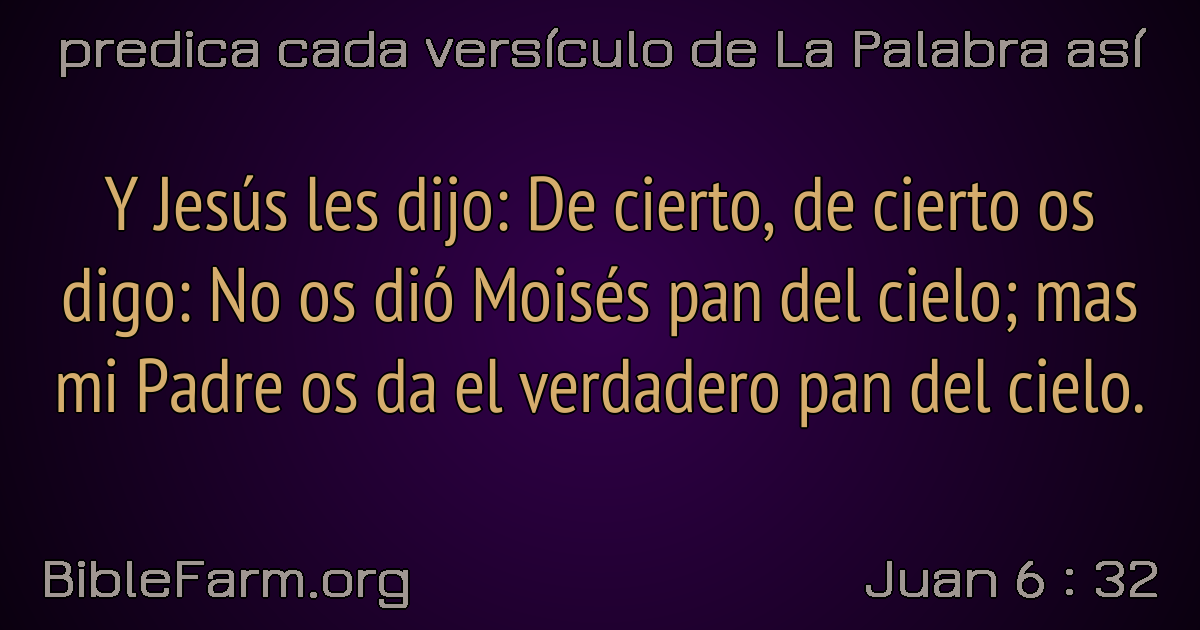 predica cada versículo de La Palabra así
Y Jesús les dijo: De cierto, de cierto os
digo: No os dió Moisés pan del cielo; mas
mi Padre os da el verdadero pan del cielo.
BibleFarm.org
Juan 6 : 32